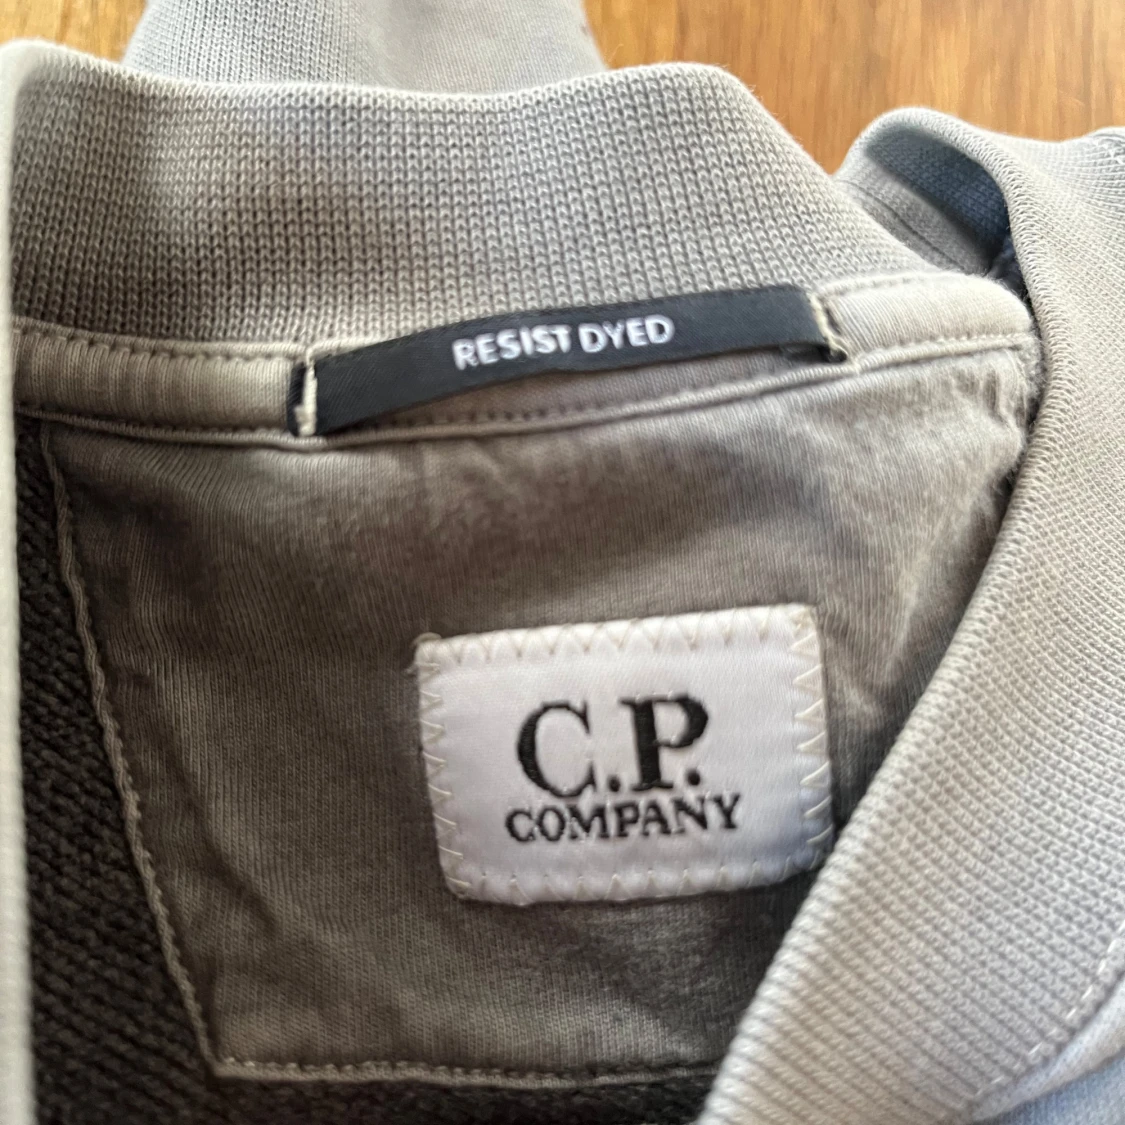 RESIST DYED
C.P.
COMPANY